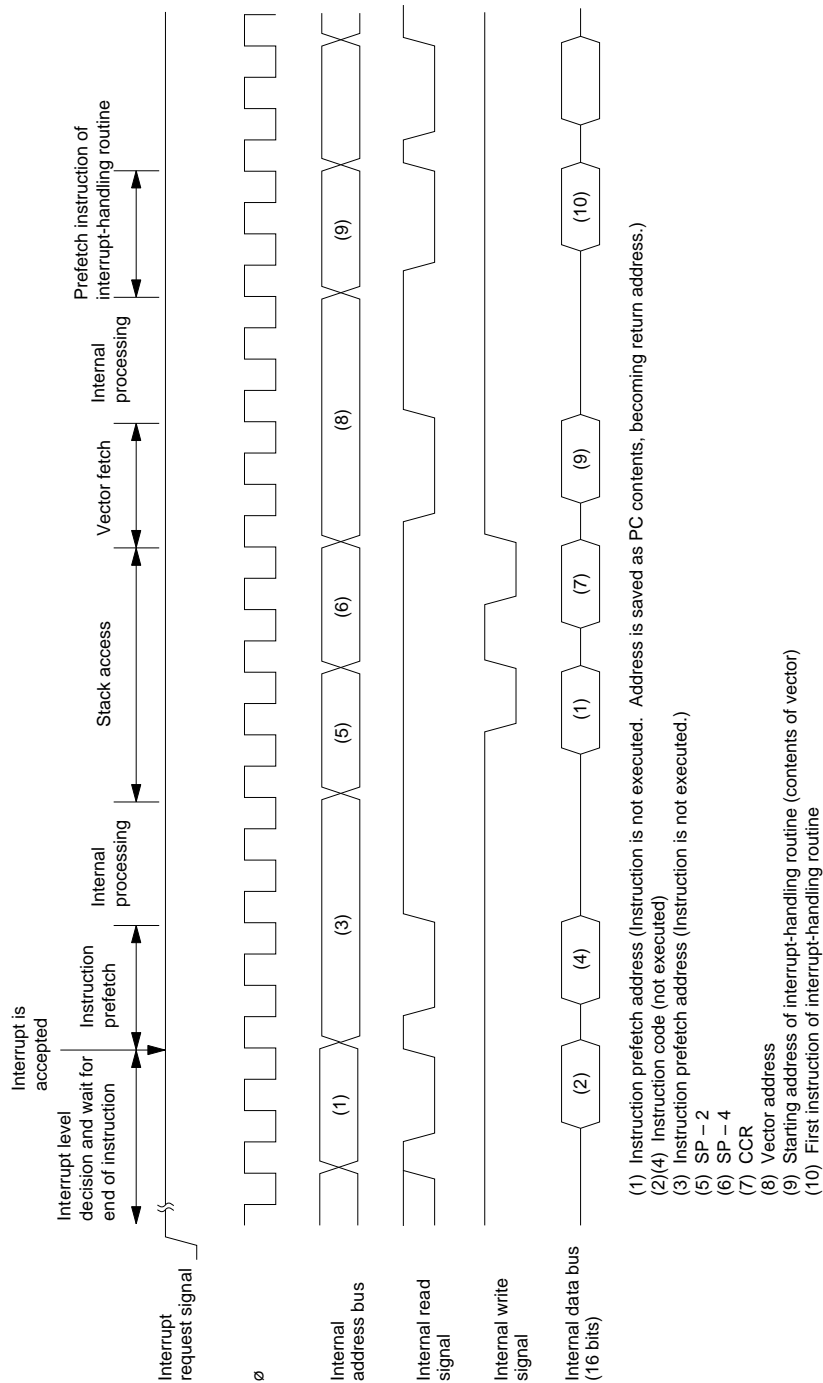 Interrupt is
accepted
Interrupt level
decision and wait for
end of instruction
Instruction
prefetch
Internal
processing
Stack access
Vector fetch
Internal
processing
Prefetch instruction of
interrupt-handling routine
Interrupt
request signal
ø
Internal
address bus
(1)
(3)
(5)
(6)
(8)
(9)
Internal read
signal
Internal write
signal
Internal data bus
(16 bits)
(2)
(4)
(1)
(7)
(9)
(10)
(1) Instruction prefetch address (Instruction is not executed. Address is saved as PC contents, becoming return address.)
(2)(4) Instruction code (not executed)
(3) Instruction prefetch address (Instruction is not executed.)
(5) SP – 2
(6) SP – 4
(7) CCR
(8) Vector address
(9) Starting address of interrupt-handling routine (contents of vector)
(10) First instruction of interrupt-handling routine